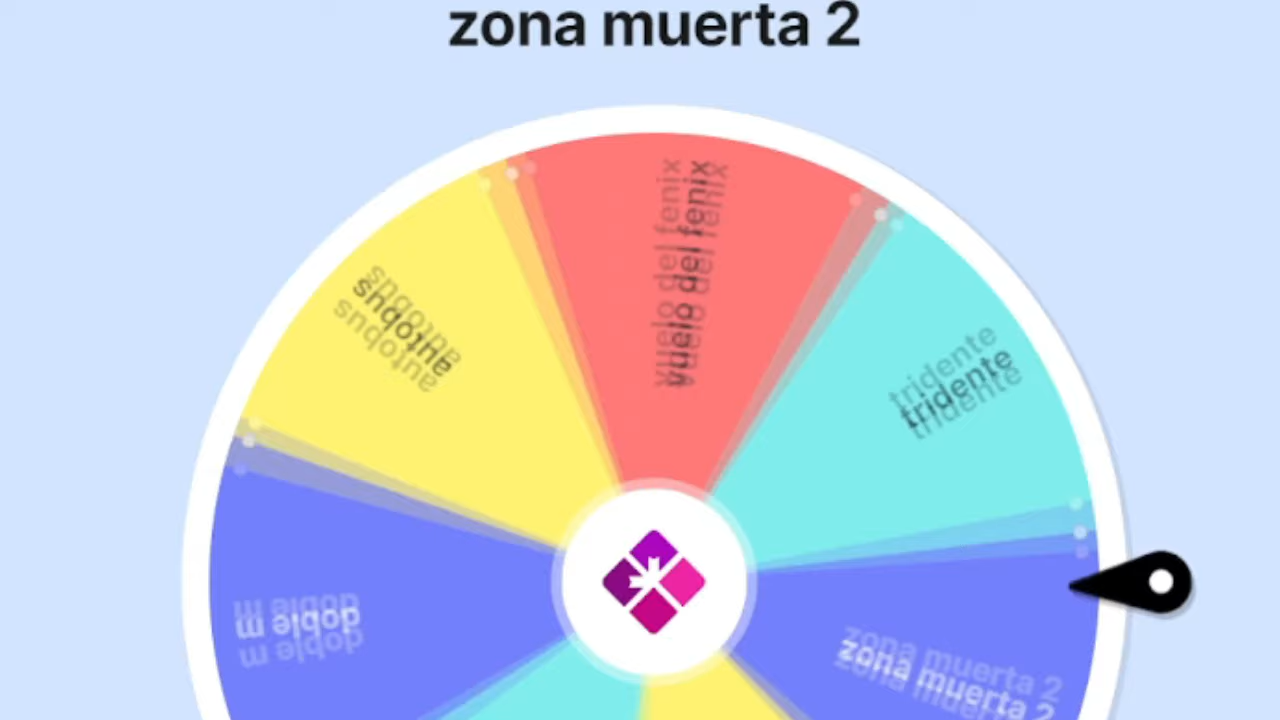 zona muerta 2
vuelo del fenix
autobus
tridente
doble m
zona muerta 2